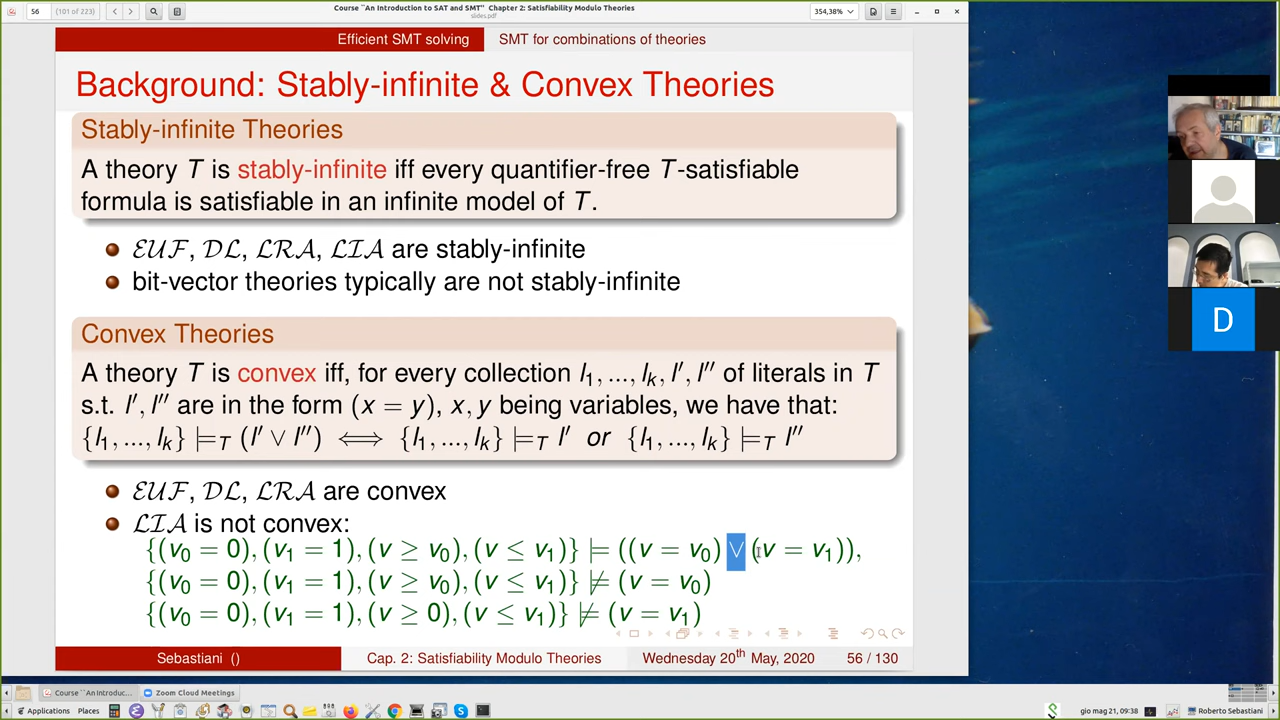 56 (101 of 223) Course ``An Introduction to SAT and SMT'' Chapter 2: Satisfiability Modulo Theories 354,38%
slides.pdf
Efficient SMT solving SMT for combinations of theories
Background: Stably-infinite & Convex Theories
Stably-infinite Theories
A theory T is stably-infinite iff every quantifier-free T-satisfiable
formula is satisfiable in an infinite model of T.
EUF, DL, LRA, LIA are stably-infinite
bit-vector theories typically are not stably-infinite
Convex Theories
A theory T is convex iff, for every collection l₁, ..., lₖ, l′, l″ of literals in T
s.t. l′, l″ are in the form (x = y), x, y being variables, we have that:
{l₁, ..., lₖ} ⊨T (l′ ∨ l″) ⟺ {l₁, ..., lₖ} ⊨T l′ or {l₁, ..., lₖ} ⊨T l″
EUF, DL, LRA are convex
LIA is not convex:
{(v₀ = 0), (v₁ = 1), (v ≥ v₀), (v ≤ v₁)} ⊨ ((v = v₀) ∨ (v = v₁)),
{(v₀ = 0), (v₁ = 1), (v ≥ v₀), (v ≤ v₁)} ⊭ (v = v₀)
{(v₀ = 0), (v₁ = 1), (v ≥ 0), (v ≤ v₁)} ⊭ (v = v₁)
Sebastiani () Cap. 2: Satisfiability Modulo Theories Wednesday 20th May, 2020 56 / 130
D
Course ``An Introduc... Zoom Cloud Meetings
Applications Places gio mag 21, 09:38 Roberto Sebastiani